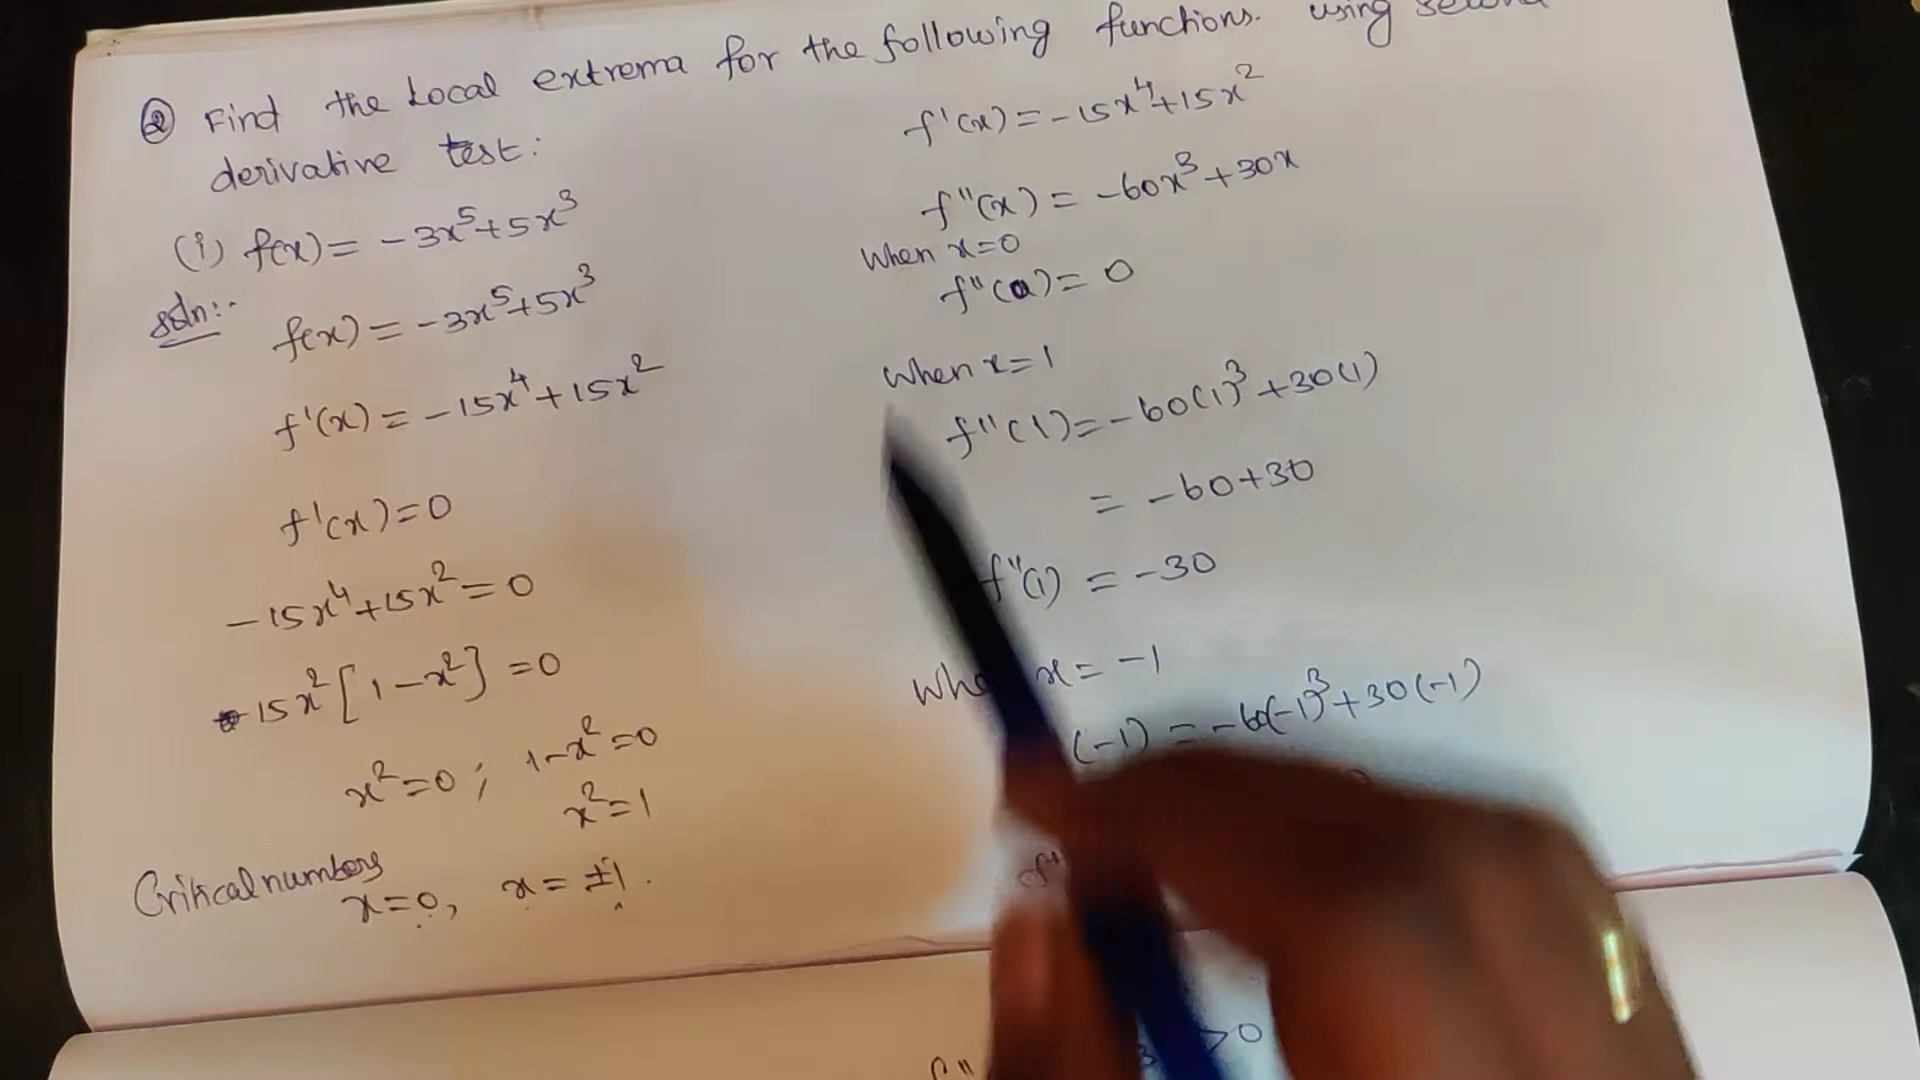 ② Find the Local extrema for the following functions. using second
derivative test:
(i) f(x) = -3x⁵+5x³
soln:-
f(x) = -3x⁵+5x³
f'(x) = -15x⁴+15x²
f'(x) = 0
-15x⁴+15x² = 0
15x² [1-x²] = 0
x² = 0 ; 1-x² = 0
x² = 1
Critical numbers
x=0, x = ±1.
f'(x) = -15x⁴+15x²
f''(x) = -60x³+30x
When x=0
f''(0) = 0
When x=1
f''(1) = -60(1)³+30(1)
= -60+30
f''(1) = -30
x = -1
(-1) = -60(-1)³+30(-1)
>0
f''